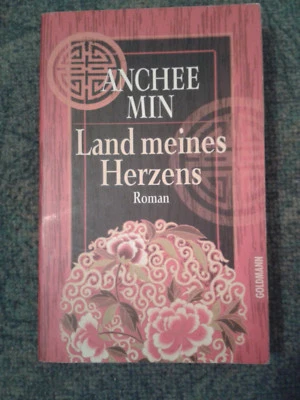 ANCHEE
MIN
Land meines
Herzens
Roman
GOLDMANN